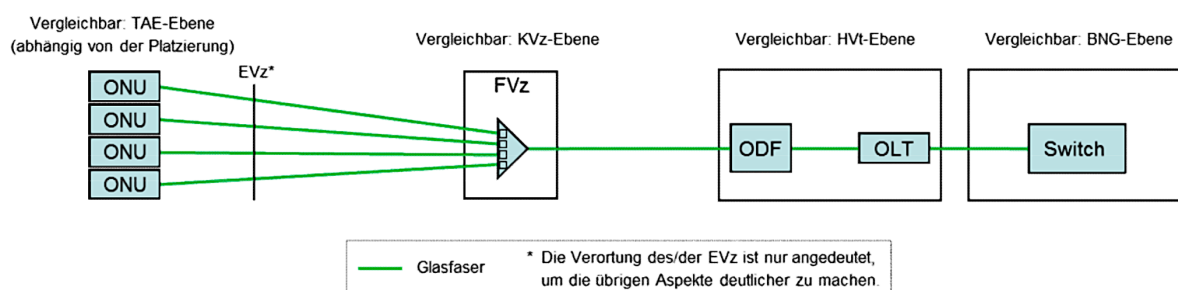 Vergleichbar: TAE-Ebene
(abhängig von der Platzierung)
Vergleichbar: KVz-Ebene
Vergleichbar: HVt-Ebene
Vergleichbar: BNG-Ebene
EVz*
FVz
ONU
ONU
ONU
ONU
ODF
OLT
Switch
Glasfaser
* Die Verortung des/der EVz ist nur angedeutet,
um die übrigen Aspekte deutlicher zu machen.